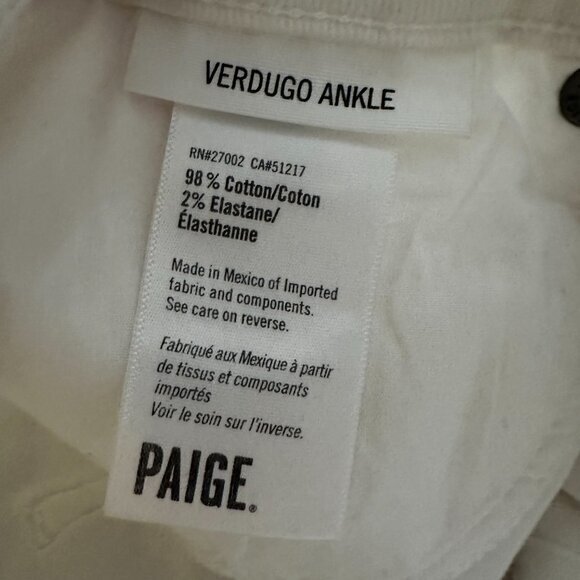 VERDUGO ANKLE
RN#27002 CA#51217
98% Cotton/Coton
2% Elastane/
Élasthanne
Made in Mexico of Imported
fabric and components.
See care on reverse.
Fabriqué aux Mexique à partir
de tissus et composants
importés
Voir le soin sur l'inverse.
PAIGE®